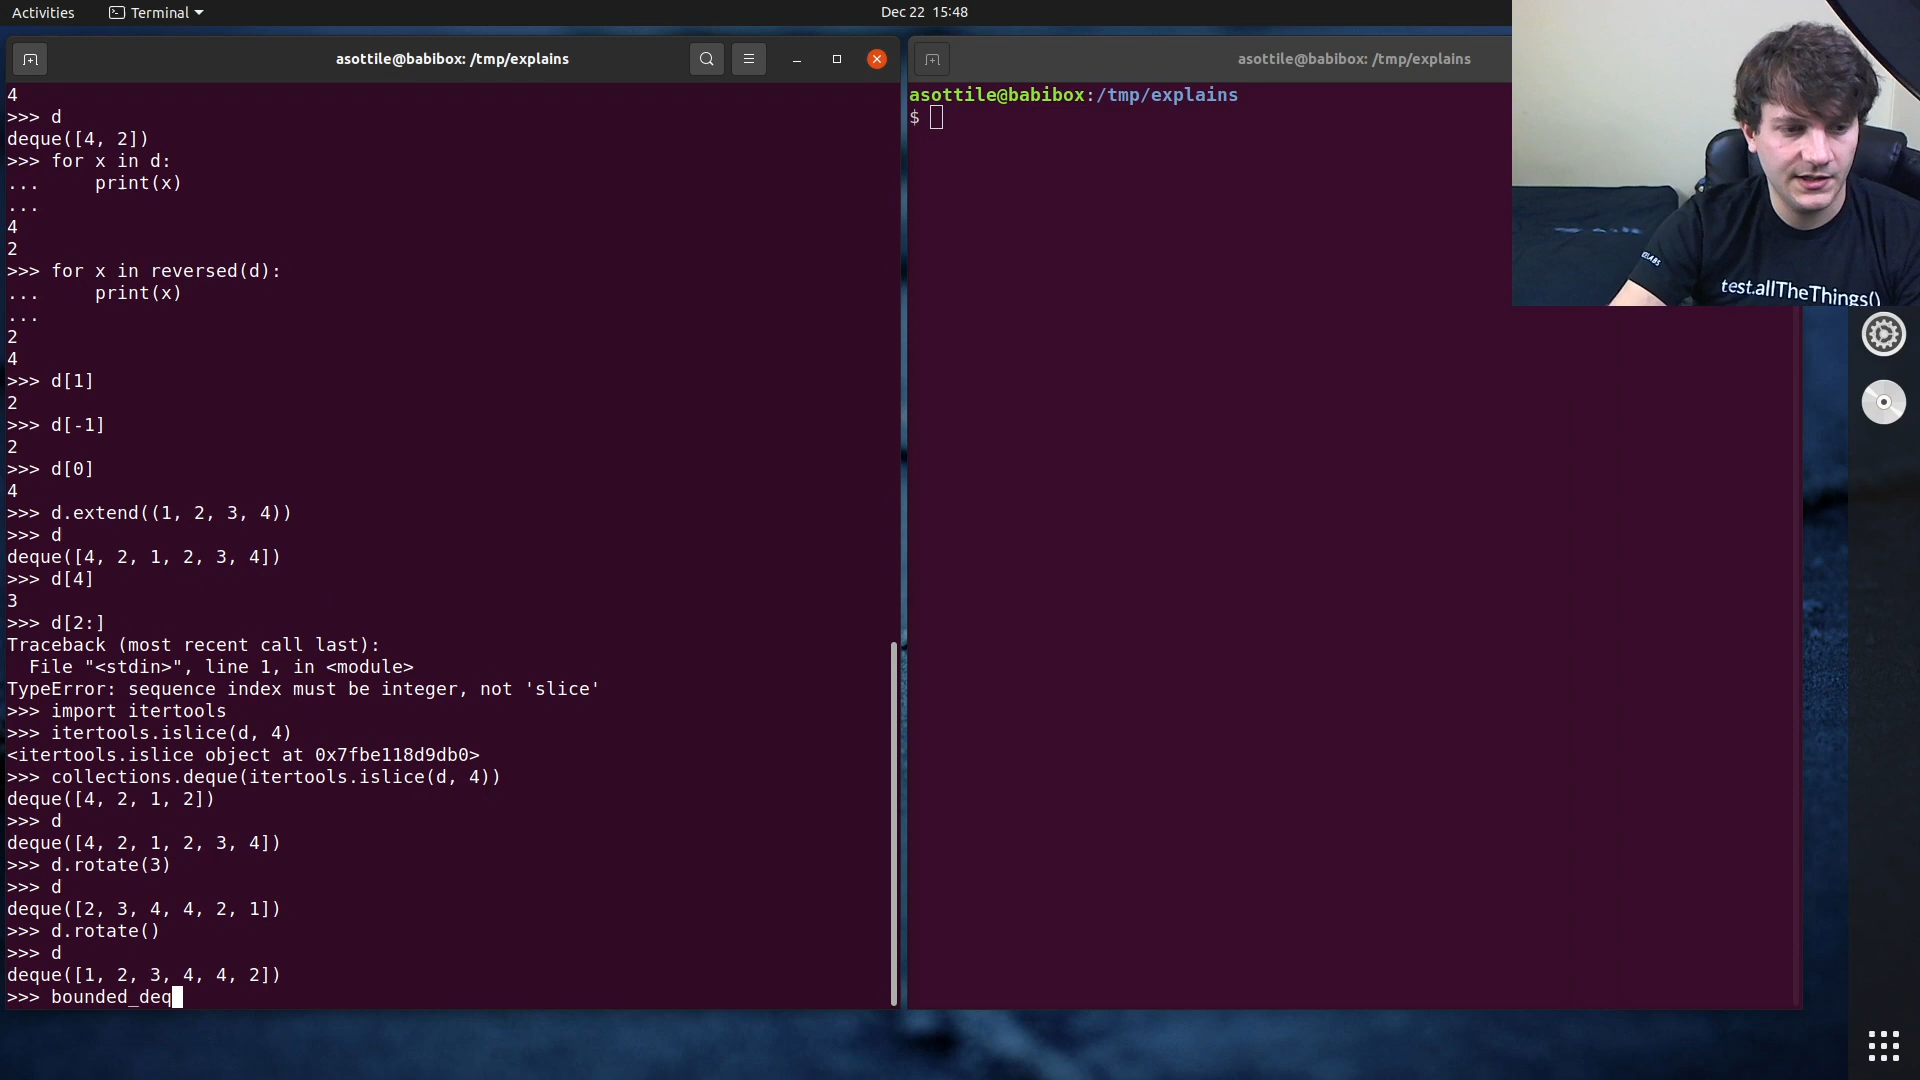 Activities
Terminal
Dec 22 15:48
asottile@babibox: /tmp/explains
4
>>> d
deque([4, 2])
>>> for x in d:
...     print(x)
...
4
2
>>> for x in reversed(d):
...     print(x)
...
2
4
>>> d[1]
2
>>> d[-1]
2
>>> d[0]
4
>>> d.extend((1, 2, 3, 4))
>>> d
deque([4, 2, 1, 2, 3, 4])
>>> d[4]
3
>>> d[2:]
Traceback (most recent call last):
  File "<stdin>", line 1, in <module>
TypeError: sequence index must be integer, not 'slice'
>>> import itertools
>>> itertools.islice(d, 4)
<itertools.islice object at 0x7fbe118d9db0>
>>> collections.deque(itertools.islice(d, 4))
deque([4, 2, 1, 2])
>>> d
deque([4, 2, 1, 2, 3, 4])
>>> d.rotate(3)
>>> d
deque([2, 3, 4, 4, 2, 1])
>>> d.rotate()
>>> d
deque([1, 2, 3, 4, 4, 2])
>>> bounded_deq
asottile@babibox: /tmp/explains
asottile@babibox:/tmp/explains
$
test.allTheThings()